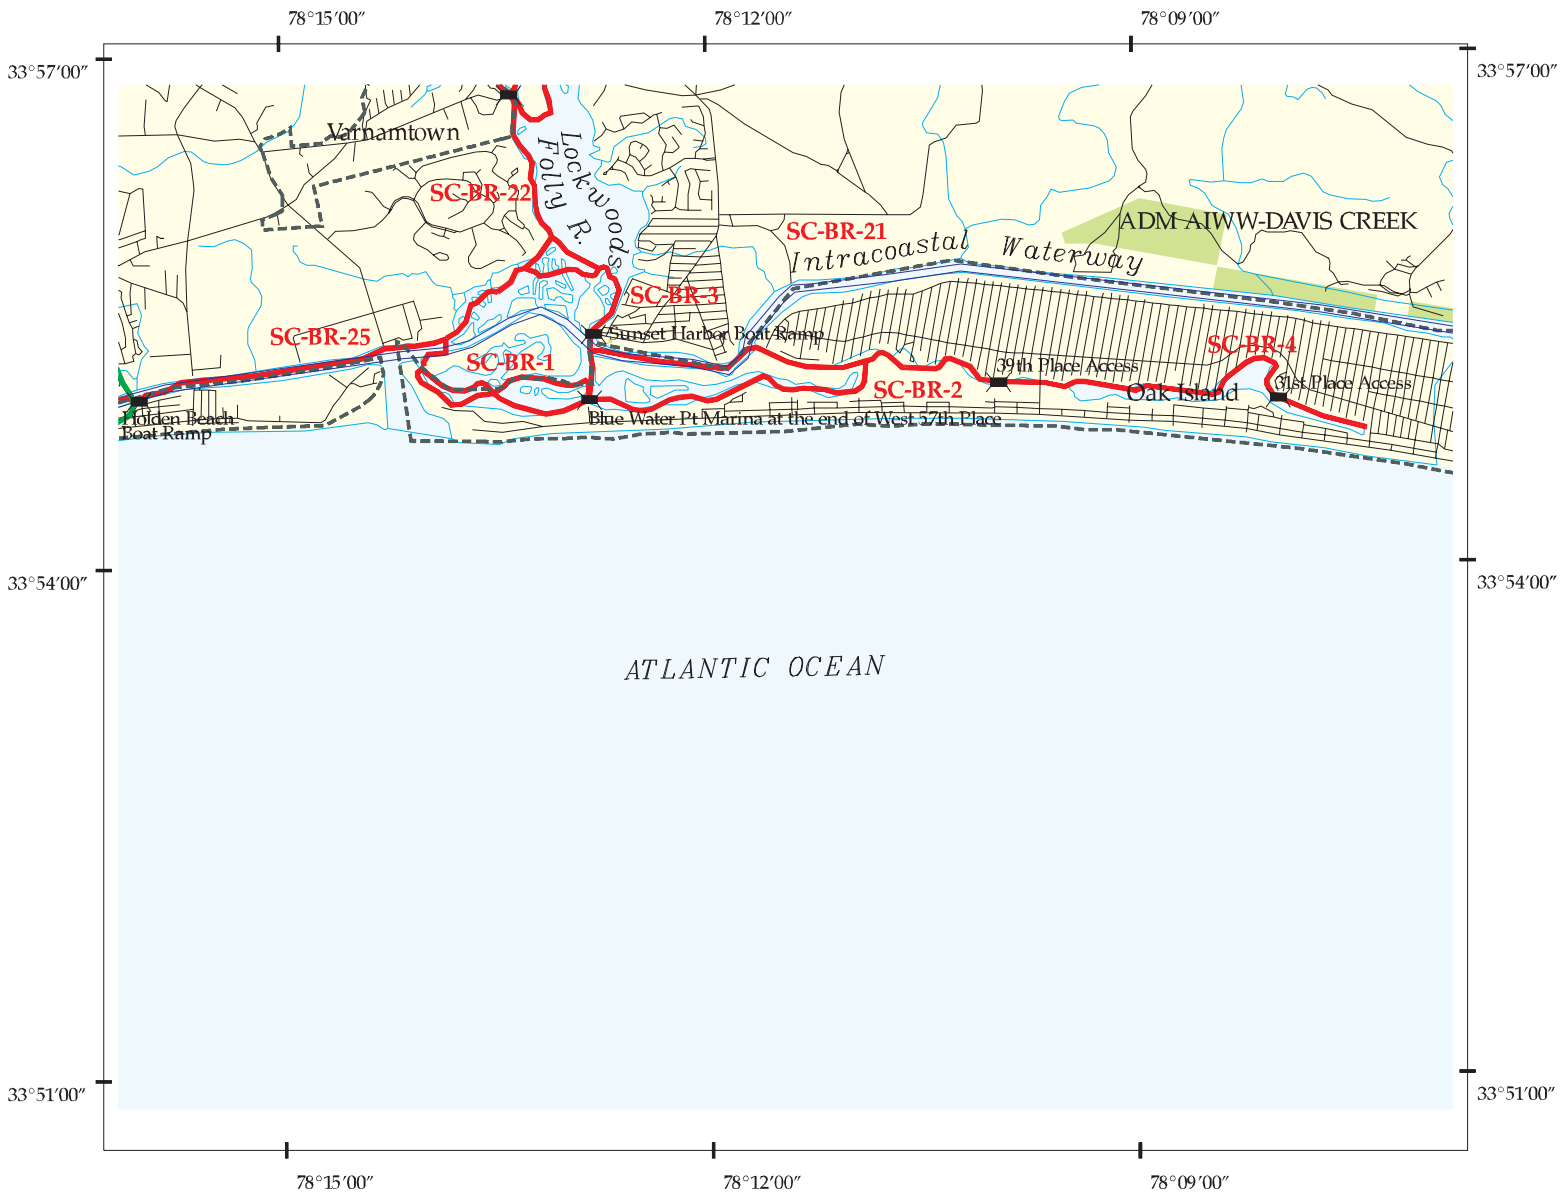 78°15′00″
78°12′00″
78°09′00″
33°57′00″
33°57′00″
Varnamtown
Lockwoods
Folly R.
SC-BR-22
ADM-AIWW-DAVIS CREEK
SC-BR-21
Intracoastal Waterway
SC-BR-3
SC-BR-25
Sunset Harbor Boat Ramp
SC-BR-4
SC-BR-1
39th Place Access
SC-BR-2
Oak Island
31st Place Access
Holden Beach
Boat Ramp
Blue Water Pt Marina at the end of West 57th Place
33°54′00″
33°54′00″
ATLANTIC OCEAN
33°51′00″
33°51′00″
78°15′00″
78°12′00″
78°09′00″